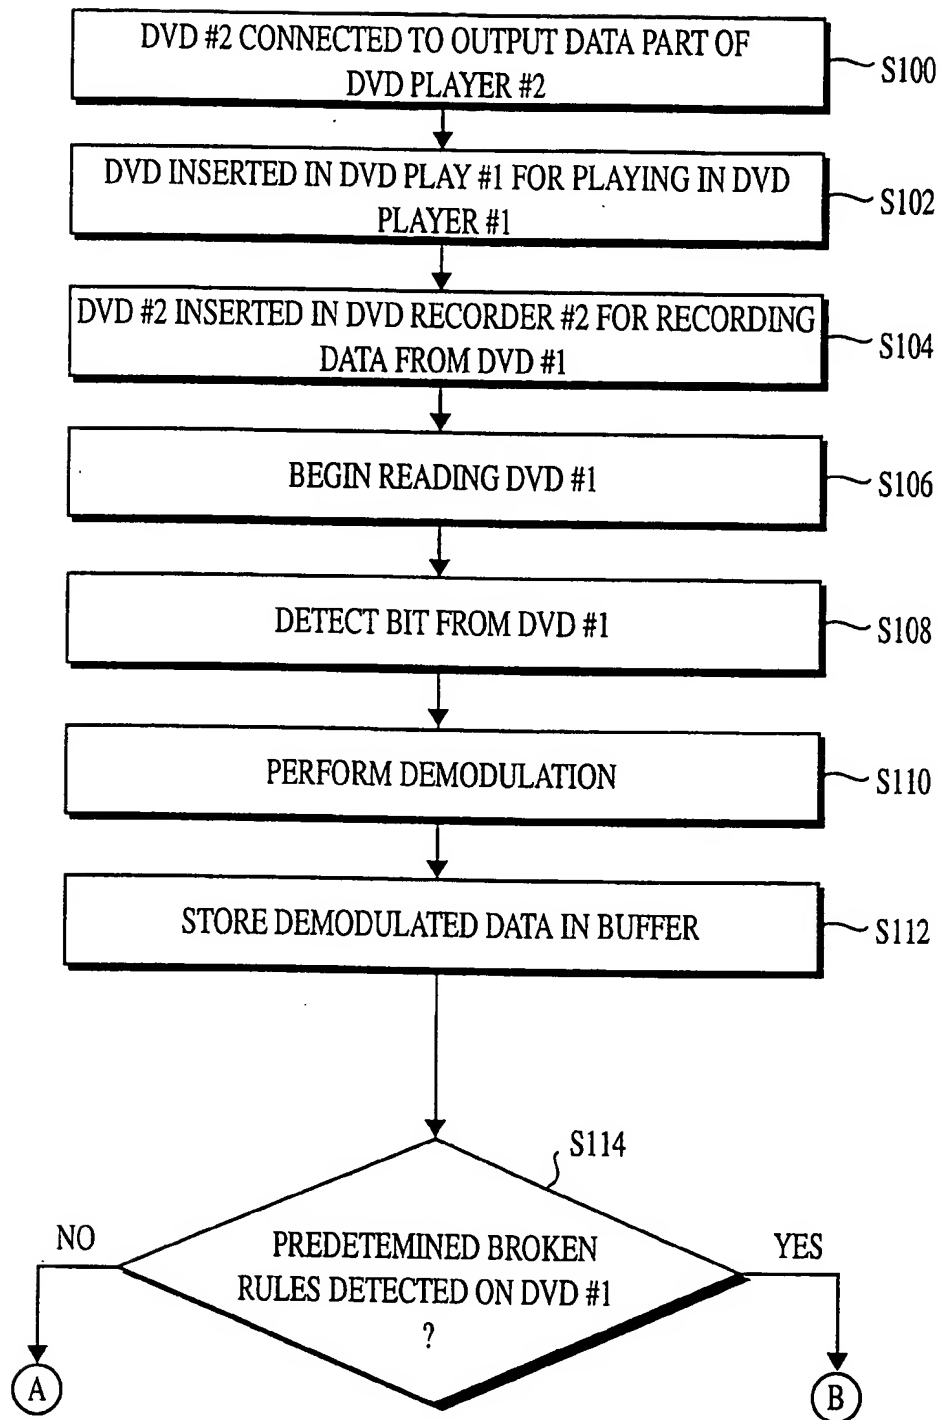 DVD #2 CONNECTED TO OUTPUT DATA PART OF
DVD PLAYER #2
S100
DVD INSERTED IN DVD PLAY #1 FOR PLAYING IN DVD
PLAYER #1
S102
DVD #2 INSERTED IN DVD RECORDER #2 FOR RECORDING
DATA FROM DVD #1
S104
BEGIN READING DVD #1
S106
DETECT BIT FROM DVD #1
S108
PERFORM DEMODULATION
S110
STORE DEMODULATED DATA IN BUFFER
S112
S114
NO
PREDETEMINED BROKEN
RULES DETECTED ON DVD #1
?
YES
A
B